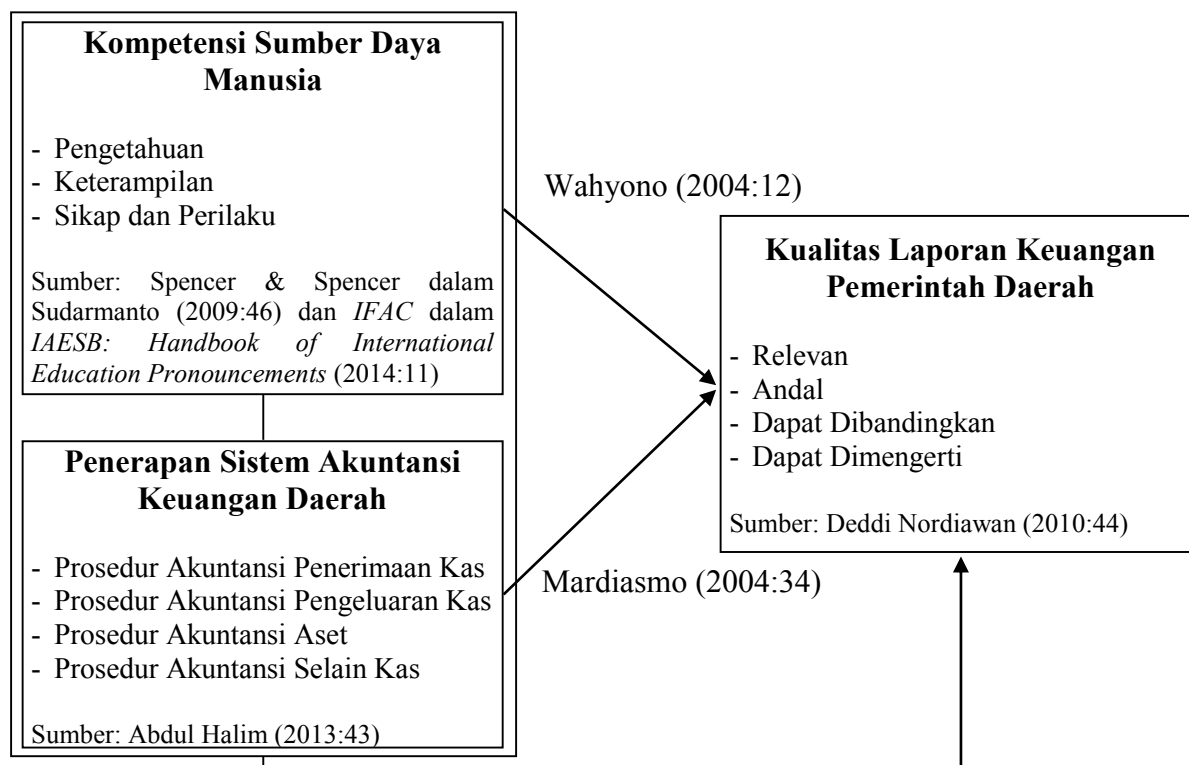 Kompetensi Sumber Daya
Manusia
- Pengetahuan
- Keterampilan
- Sikap dan Perilaku
Sumber: Spencer & Spencer dalam
Sudarmanto (2009:46) dan IFAC dalam
IAESB: Handbook of International
Education Pronouncements (2014:11)
Wahyono (2004:12)
Kualitas Laporan Keuangan
Pemerintah Daerah
- Relevan
- Andal
- Dapat Dibandingkan
- Dapat Dimengerti
Sumber: Deddi Nordiawan (2010:44)
Penerapan Sistem Akuntansi
Keuangan Daerah
- Prosedur Akuntansi Penerimaan Kas
- Prosedur Akuntansi Pengeluaran Kas
- Prosedur Akuntansi Aset
- Prosedur Akuntansi Selain Kas
Sumber: Abdul Halim (2013:43)
Mardiasmo (2004:34)